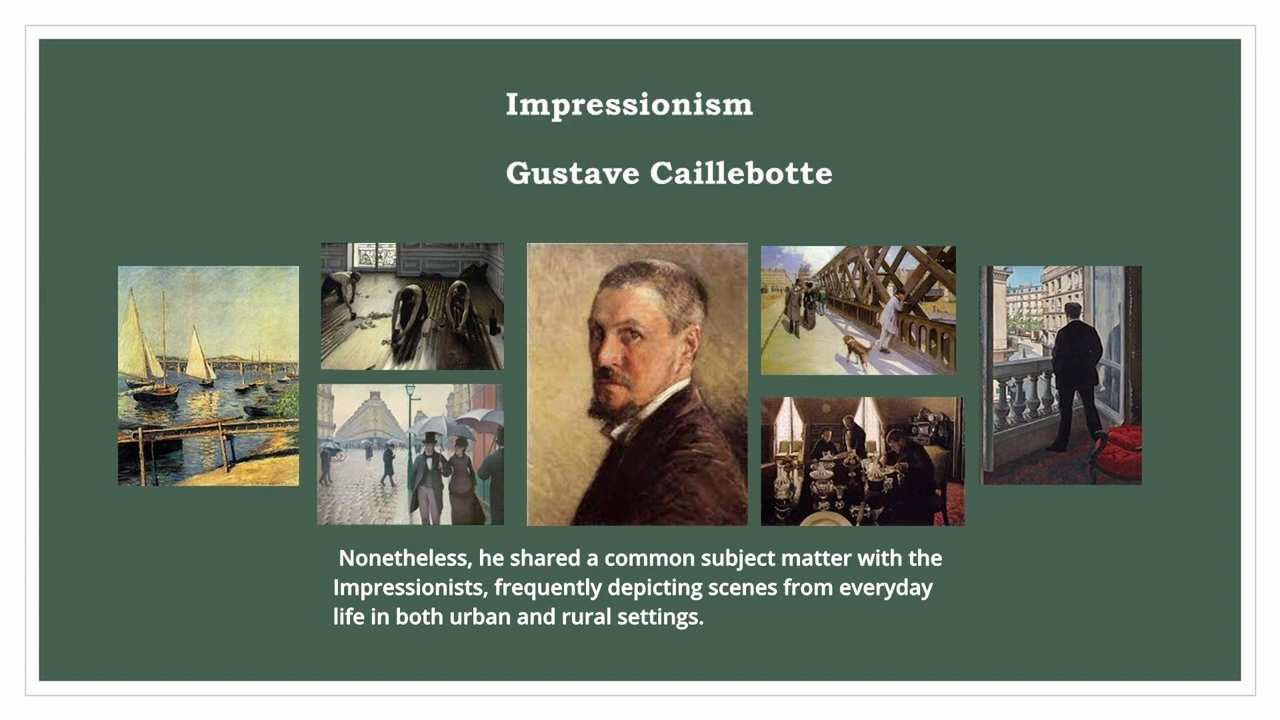 Impressionism
Gustave Caillebotte
Nonetheless, he shared a common subject matter with the
Impressionists, frequently depicting scenes from everyday
life in both urban and rural settings.